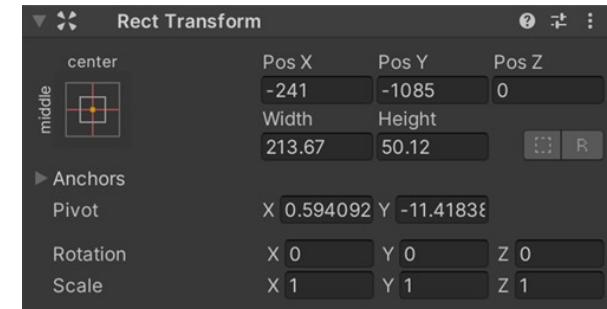 Rect Transform
center
middle
Pos X Pos Y Pos Z
-241 -1085 0
Width Height
213.67 50.12
R
Anchors
Pivot X 0.594092 Y -11.41838
Rotation X 0 Y 0 Z 0
Scale X 1 Y 1 Z 1